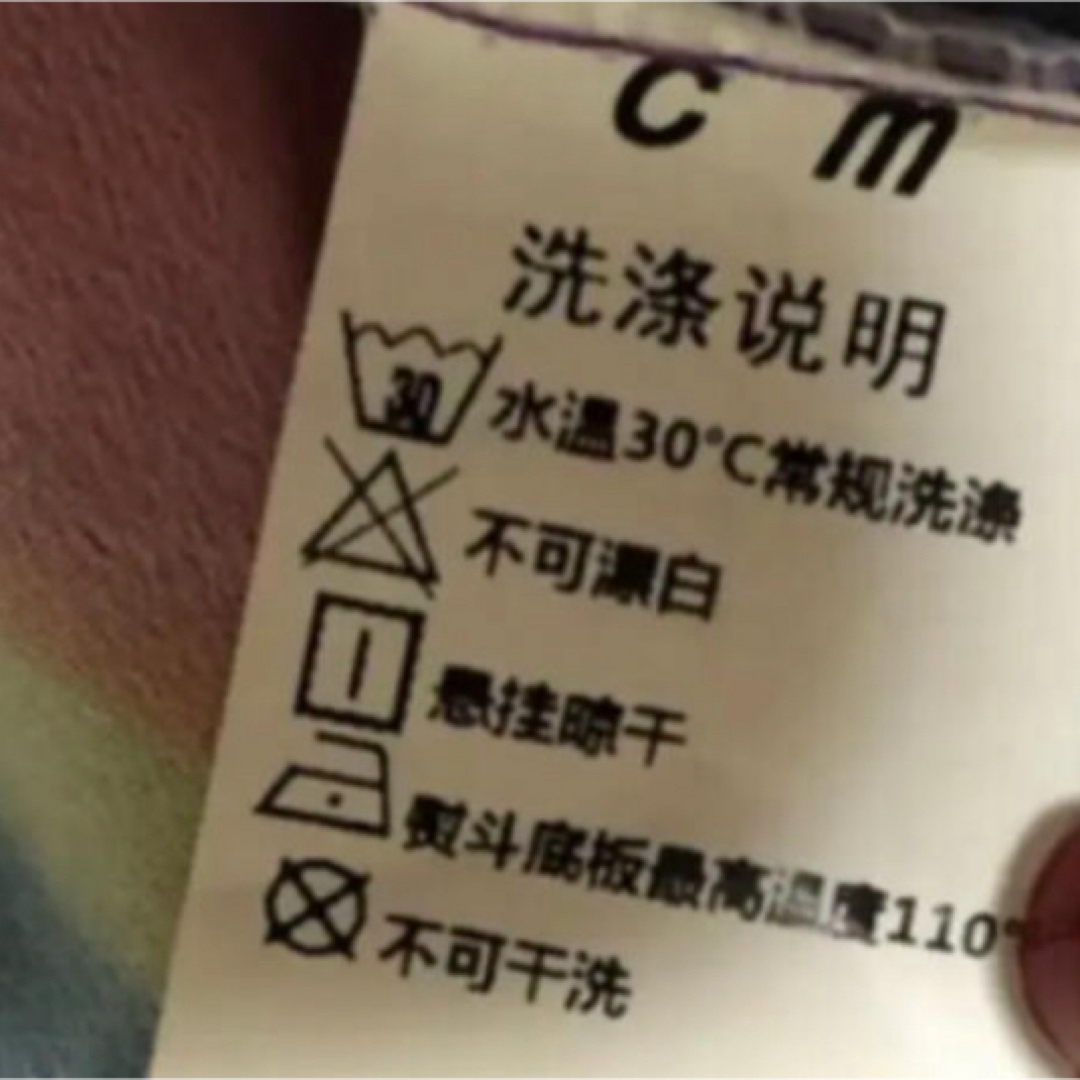 c m
洗涤说明
30 水温30℃常规洗涤
不可漂白
悬挂晾干
熨斗底板最高温度110°
不可干洗